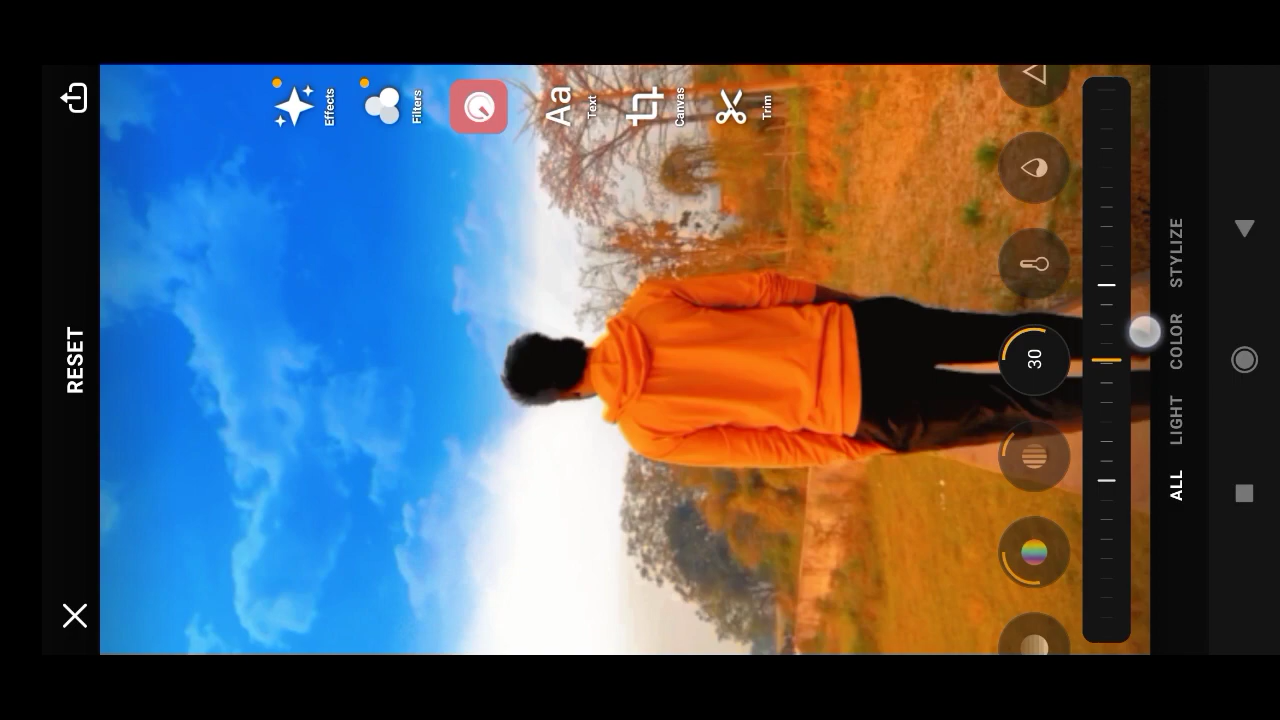 RESET
Effects
Filters
Aa
Text
Canvas
Trim
30
ALL LIGHT COLOR STYLIZE